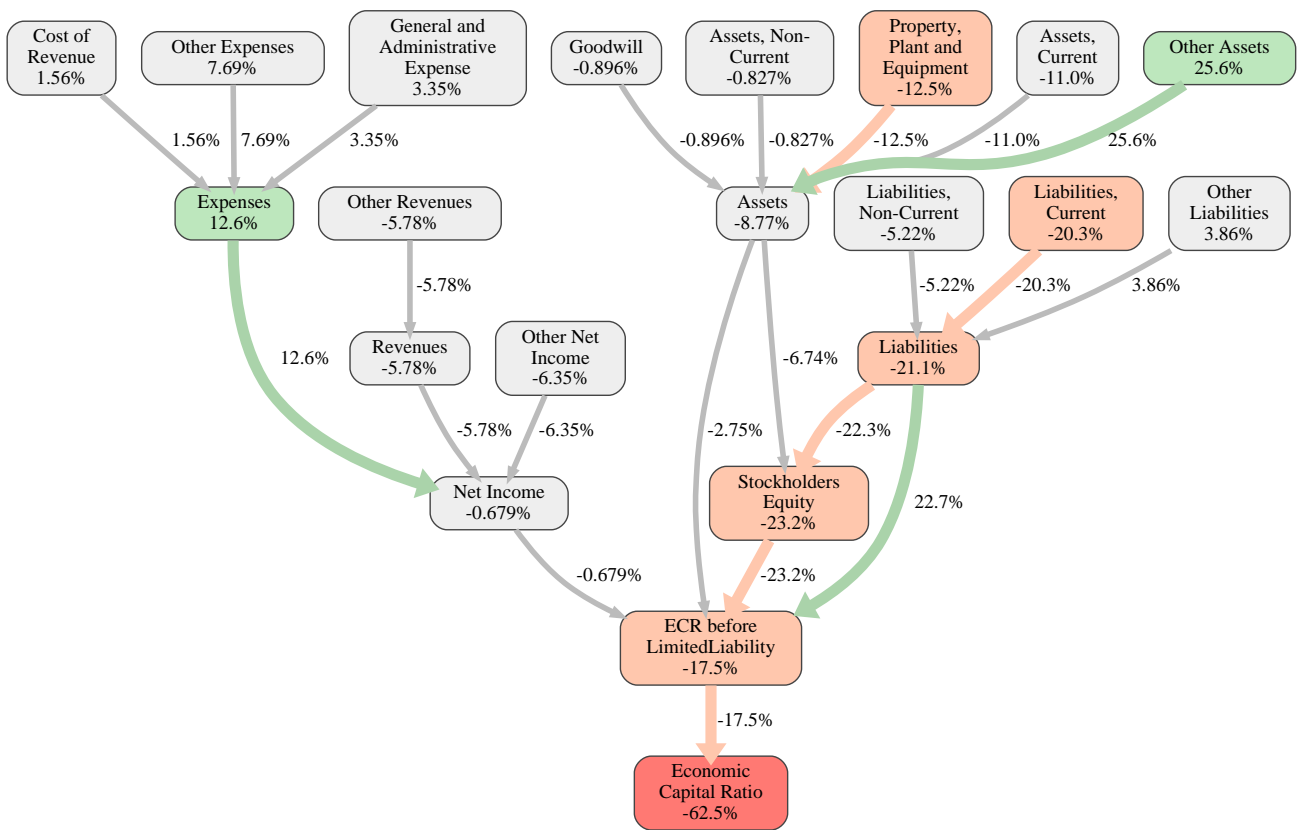 Cost of
Revenue
1.56%
Other Expenses
7.69%
General and
Administrative
Expense
3.35%
Goodwill
-0.896%
Assets, Non-
Current
-0.827%
Property,
Plant and
Equipment
-12.5%
Assets,
Current
-11.0%
Other Assets
25.6%
1.56%
7.69%
3.35%
-0.896%
-0.827%
-12.5%
-11.0%
25.6%
Expenses
12.6%
Other Revenues
-5.78%
Assets
-8.77%
Liabilities,
Non-Current
-5.22%
Liabilities,
Current
-20.3%
Other
Liabilities
3.86%
-5.78%
-5.22%
-20.3%
3.86%
12.6%
Revenues
-5.78%
Other Net
Income
-6.35%
-6.74%
Liabilities
-21.1%
-5.78%
-6.35%
-2.75%
-22.3%
Net Income
-0.679%
Stockholders
Equity
-23.2%
22.7%
-0.679%
-23.2%
ECR before
LimitedLiability
-17.5%
-17.5%
Economic
Capital Ratio
-62.5%